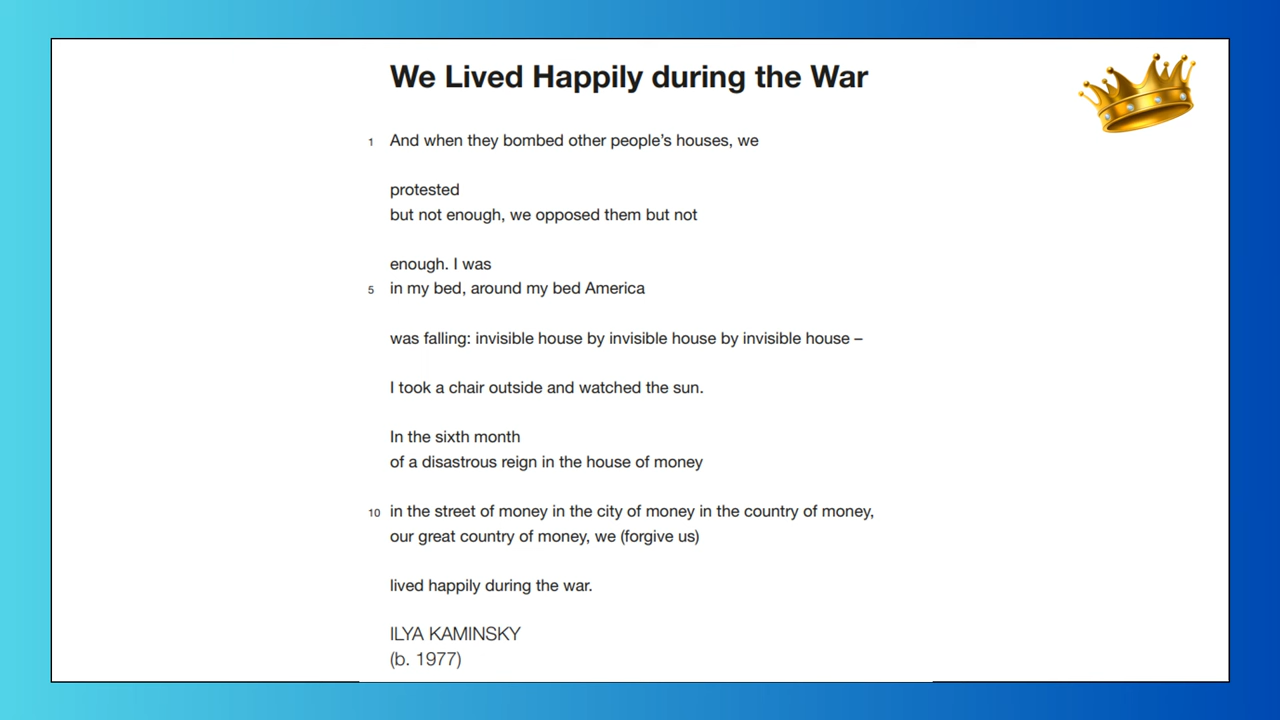 We Lived Happily during the War
1 And when they bombed other people’s houses, we
protested
but not enough, we opposed them but not
enough. I was
5 in my bed, around my bed America
was falling: invisible house by invisible house by invisible house –
I took a chair outside and watched the sun.
In the sixth month
of a disastrous reign in the house of money
10 in the street of money in the city of money in the country of money,
our great country of money, we (forgive us)
lived happily during the war.
ILYA KAMINSKY
(b. 1977)